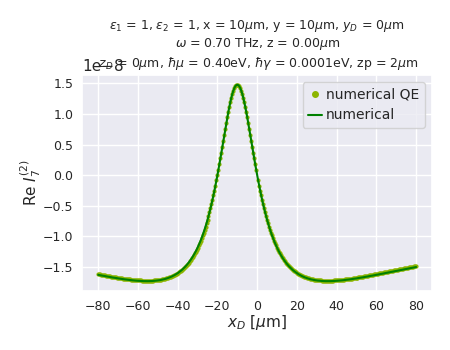 ε₁ = 1, ε₂ = 1, x = 10μm, y = 10μm, y_D = 0μm
ω = 0.70 THz, z = 0.00μm
z_D = 0μm, ℏμ = 0.40eV, ℏγ = 0.0001eV, zp = 2μm
1e−8
numerical QE
numerical
1.5
1.0
0.5
0.0
−0.5
−1.0
−1.5
Re I₇⁽²⁾
−80 −60 −40 −20 0 20 40 60 80
x_D [μm]